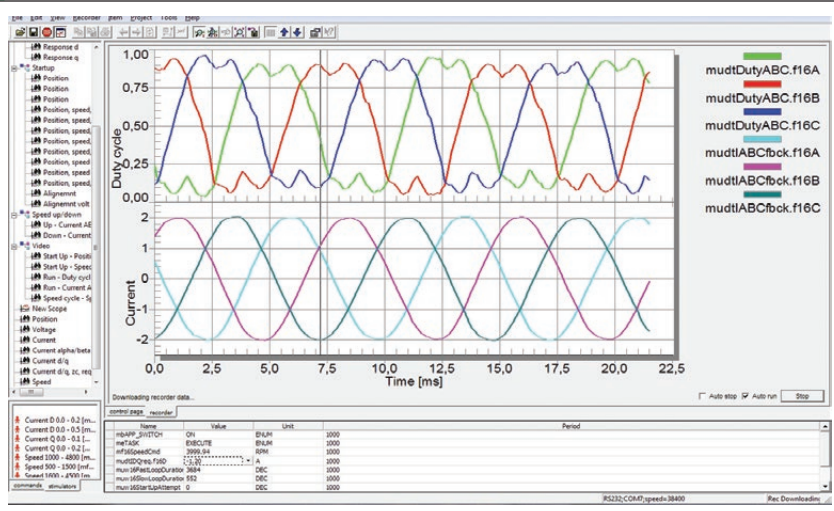 File Edit View Recorder Item Project Tools Help
Response d
Response q
Startup
Position
Position
Position
Position, speed,
Position, speed,
Position, speed,
Position, speed,
Position, speed
Position, speed,
Position, speed,
Alignemnt
Alignemnt volt
Speed up/down
Up - Current AE
Down - Current
Video
Start Up - Positi
Start Up - Speec
Run - Duty cycl
Run - Current A
Speed cycle - Sp
New Scope
Position
Voltage
Current
Current alpha/beta
Current d/q
Current d/q, zc, req
Speed
Duty cycle
1,00
0,75
0,50
0,25
0,00
Current
2
1
0
-1
-2
0,0 2,5 5,0 7,5 10,0 12,5 15,0 17,5 20,0 22,5
Time [ms]
mudtDutyABC.f16A
mudtDutyABC.f16B
mudtDutyABC.f16C
mudtIABCfbck.f16A
mudtIABCfbck.f16B
mudtIABCfbck.f16C
Downloading recorder data...
Auto stop Auto run Stop
control page recorder
Current D 0.0 - 0.2 [m...
Current D 0.0 - 0.5 [m...
Current Q 0.0 - 0.1 [...
Current Q 0.0 - 0.2 [...
Speed 1000 - 4800 [m...
Speed 500 - 1500 [mf...
Speed 1600 - 4500 [m
commands stimulators
Name Value Unit Period
mbAPP_SWITCH ON ENUM 1000
meTASK EXECUTE ENUM 1000
mf16SpeedCmd 3999.94 RPM 1000
mudtIDQreq.f16D -1,20 A 1000
muw16FastLoopDuration 3684 DEC 1000
muw16SlowLoopDuration 552 DEC 1000
muw16StartUpAttempt 0 DEC 1000
RS232;COM7;speed=38400 Rec Downloading